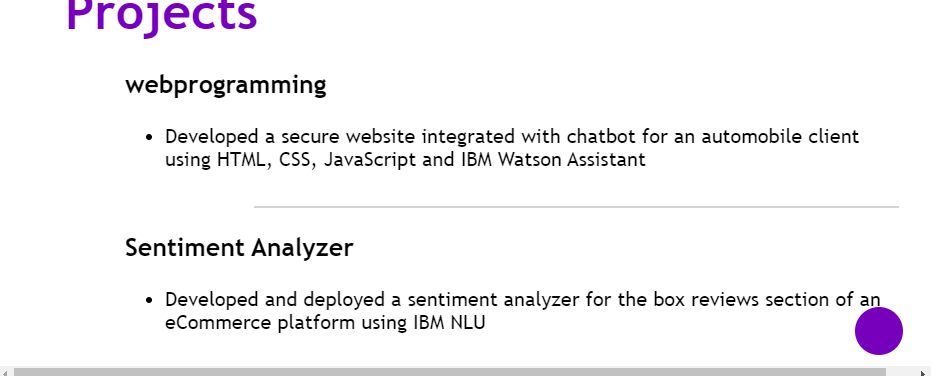 Projects
webprogramming
• Developed a secure website integrated with chatbot for an automobile client
using HTML, CSS, JavaScript and IBM Watson Assistant
Sentiment Analyzer
• Developed and deployed a sentiment analyzer for the box reviews section of an
eCommerce platform using IBM NLU